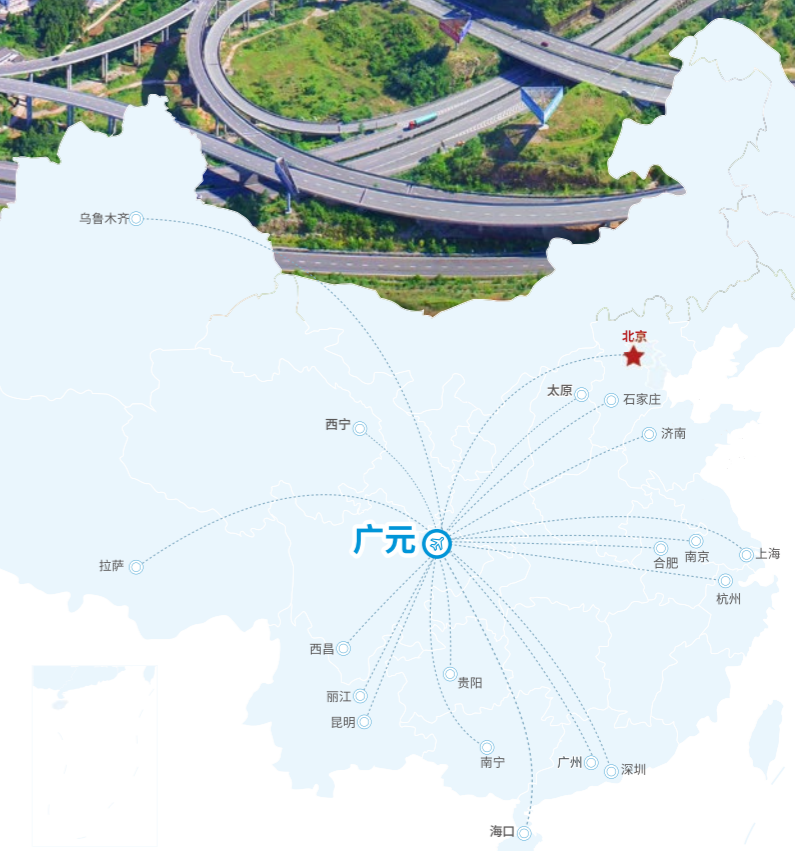 乌鲁木齐
北京
太原
石家庄
西宁
济南
广元
拉萨
合肥
南京
上海
杭州
西昌
贵阳
丽江
昆明
南宁
广州
深圳
海口